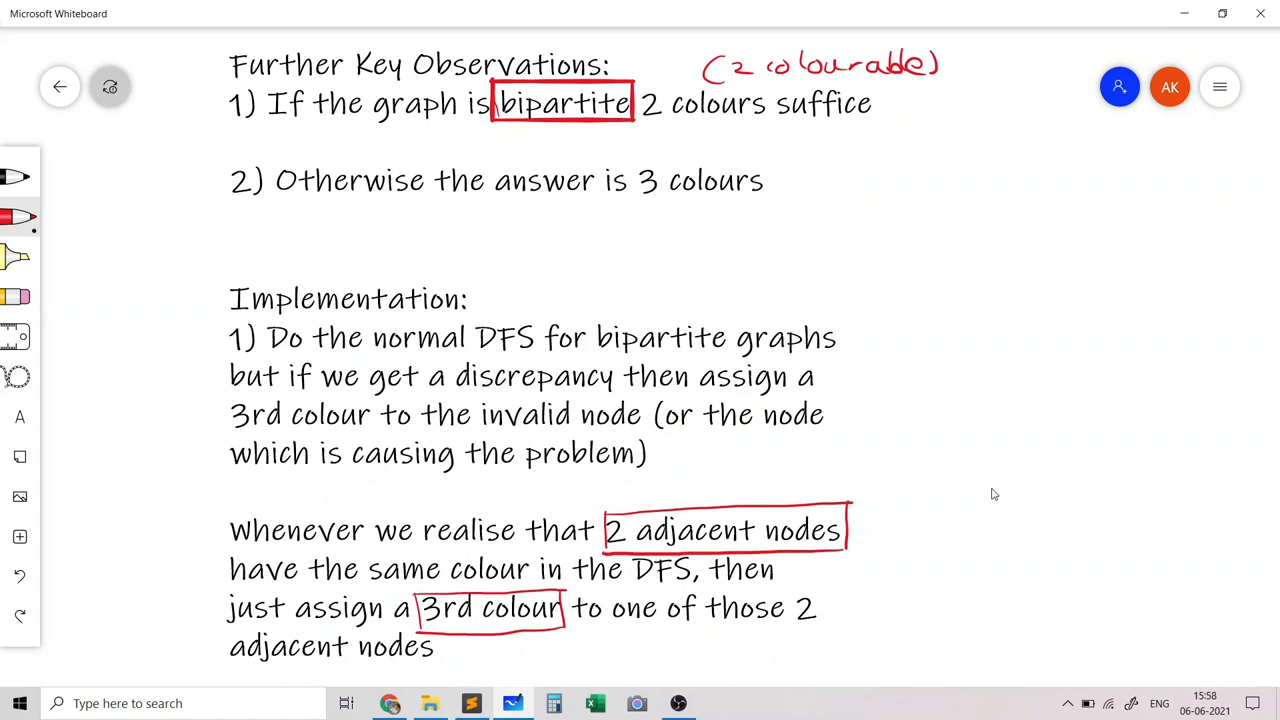 Microsoft Whiteboard
Further Key Observations:
(2 colourable)
1) If the graph is bipartite 2 colours suffice
AK
2) Otherwise the answer is 3 colours
Implementation:
1) Do the normal DFS for bipartite graphs
but if we get a discrepancy then assign a
3rd colour to the invalid node (or the node
which is causing the problem)
Whenever we realise that 2 adjacent nodes
have the same colour in the DFS, then
just assign a 3rd colour to one of those 2
adjacent nodes
A
Type here to search
ENG
15:58
06-06-2021